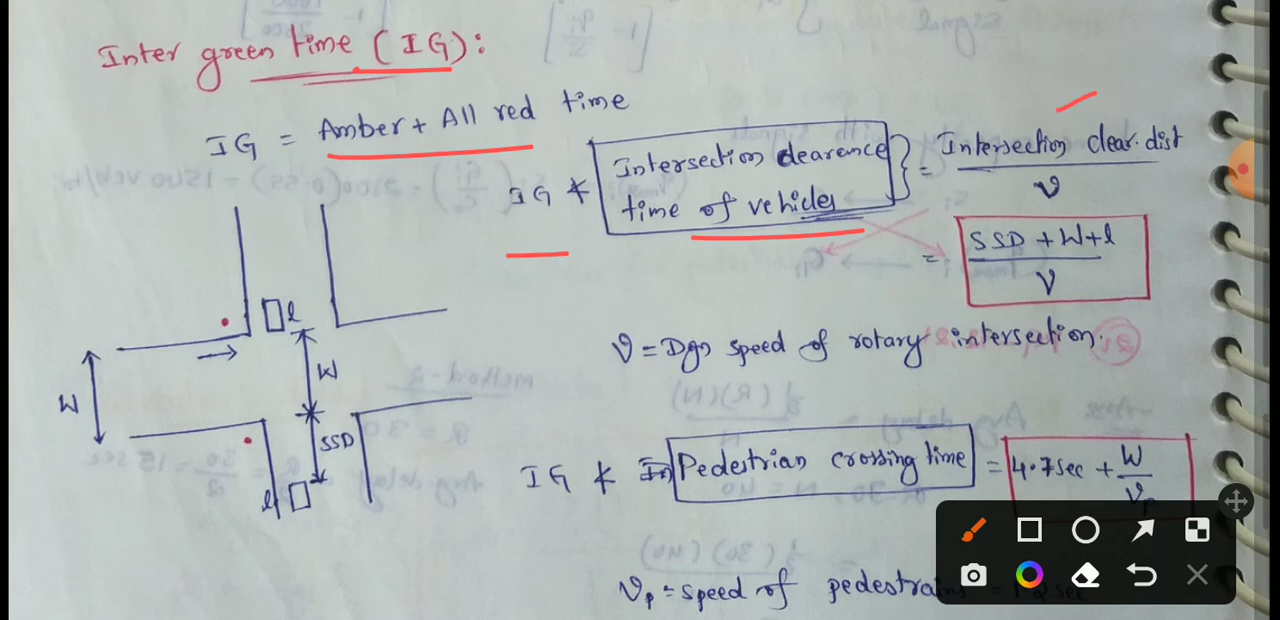 Inter green time (IG):
IG = Amber + All red time
IG ≮ Intersection clearance time of vehicles } = Intersection clear. dist / V
= SSD + W + l / V
l
W
W
SSD
l
V = Dgn speed of rotary intersection.
IG ≮ Pedestrian crossing time = 4.7sec + W / Vp
Vp = speed of pedestrains